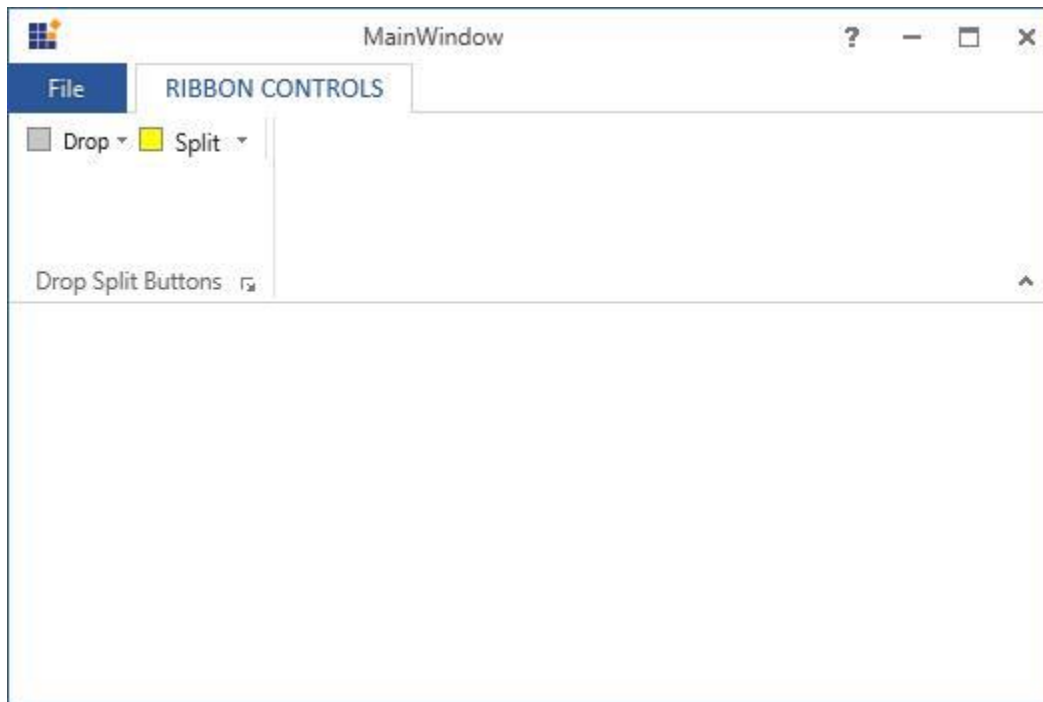 MainWindow ?
File RIBBON CONTROLS
Drop Split
Drop Split Buttons